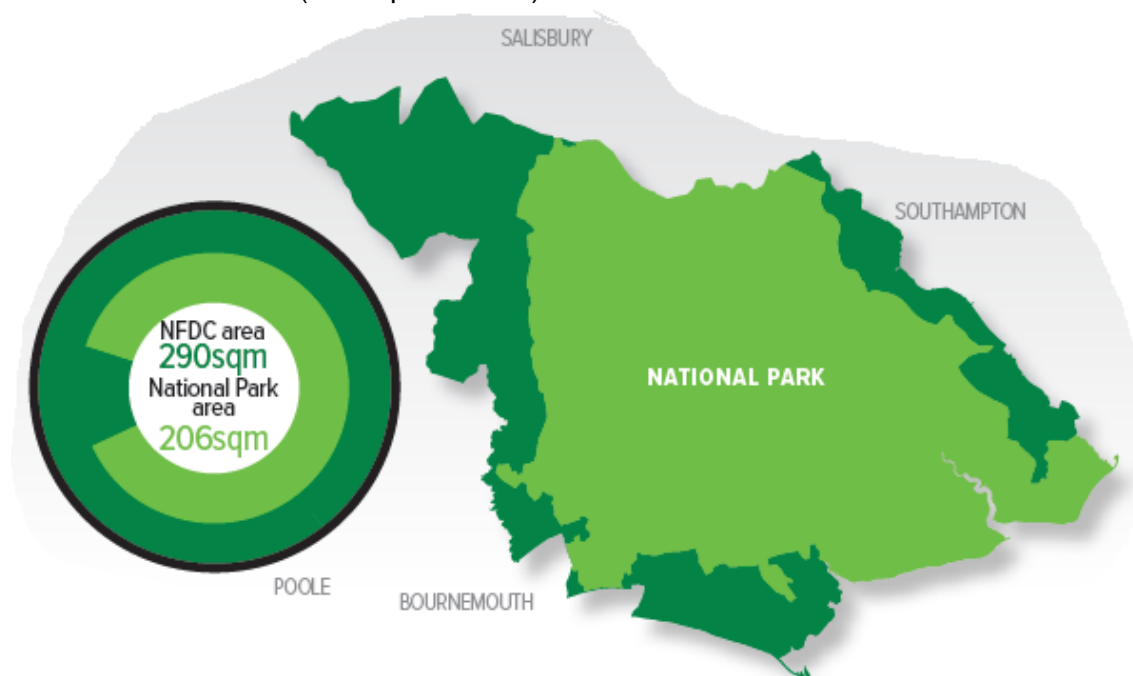 SALISBURY
SOUTHAMPTON
NFDC area
290sqm
National Park
area
206sqm
NATIONAL PARK
POOLE
BOURNEMOUTH